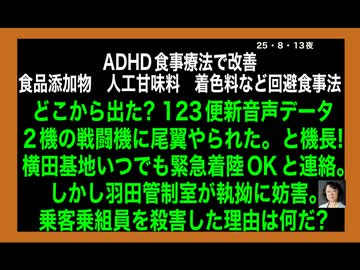 25・8・13夜
ADHD食事療法で改善
食品添加物　人工甘味料　着色料など回避食事法
どこから出た?123便新音声データ
２機の戦闘機に尾翼やられた。と機長!
横田基地いつでも緊急着陸OKと連絡。
しかし羽田管制室が執拗に妨害。
乗客乗組員を殺害した理由は何だ?